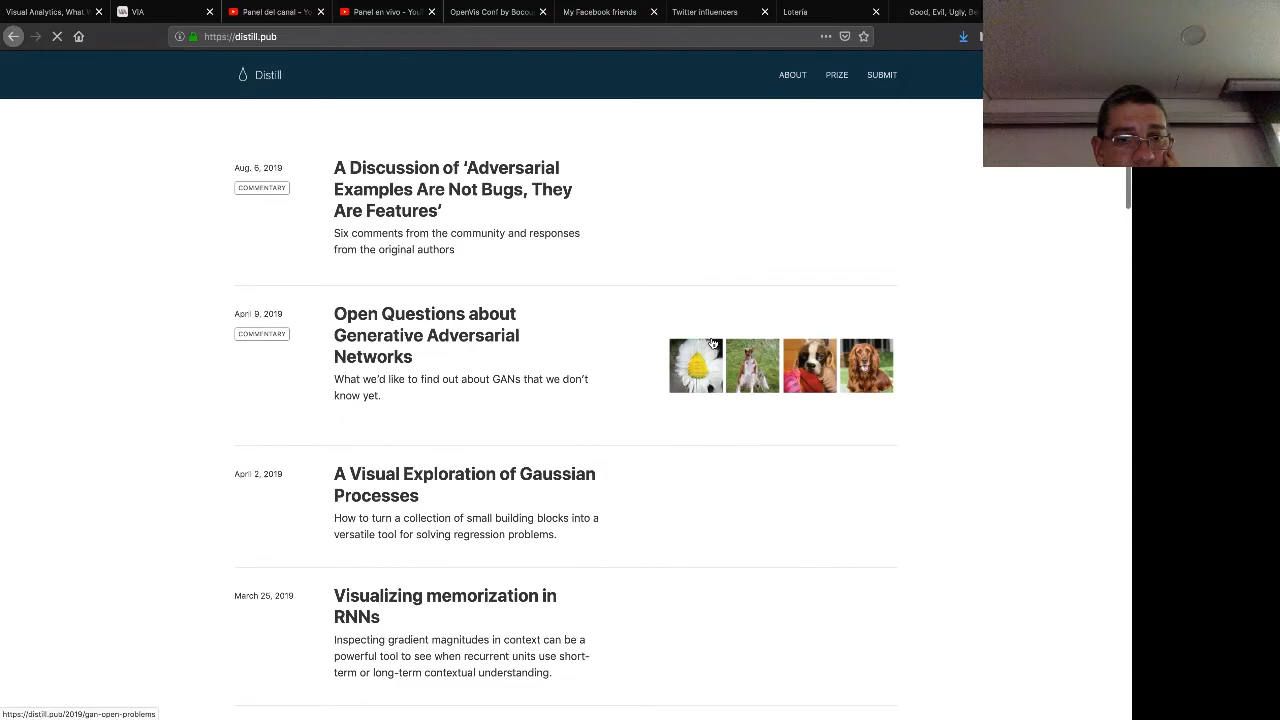 Visual Analytics, What W
VIA
Panel del canal - Yo
Panel en vivo - YouT
OpenVis Conf by Bocou
My Facebook friends
Twitter influencers
Lotería
Good, Evil, Ugly, Be
https://distill.pub
Distill
ABOUT
PRIZE
SUBMIT
Aug. 6, 2019
COMMENTARY
A Discussion of ‘Adversarial
Examples Are Not Bugs, They
Are Features’
Six comments from the community and responses
from the original authors
April 9, 2019
COMMENTARY
Open Questions about
Generative Adversarial
Networks
What we’d like to find out about GANs that we don’t
know yet.
April 2, 2019
A Visual Exploration of Gaussian
Processes
How to turn a collection of small building blocks into a
versatile tool for solving regression problems.
March 25, 2019
Visualizing memorization in
RNNs
Inspecting gradient magnitudes in context can be a
powerful tool to see when recurrent units use short-
term or long-term contextual understanding.
https://distill.pub/2019/gan-open-problems